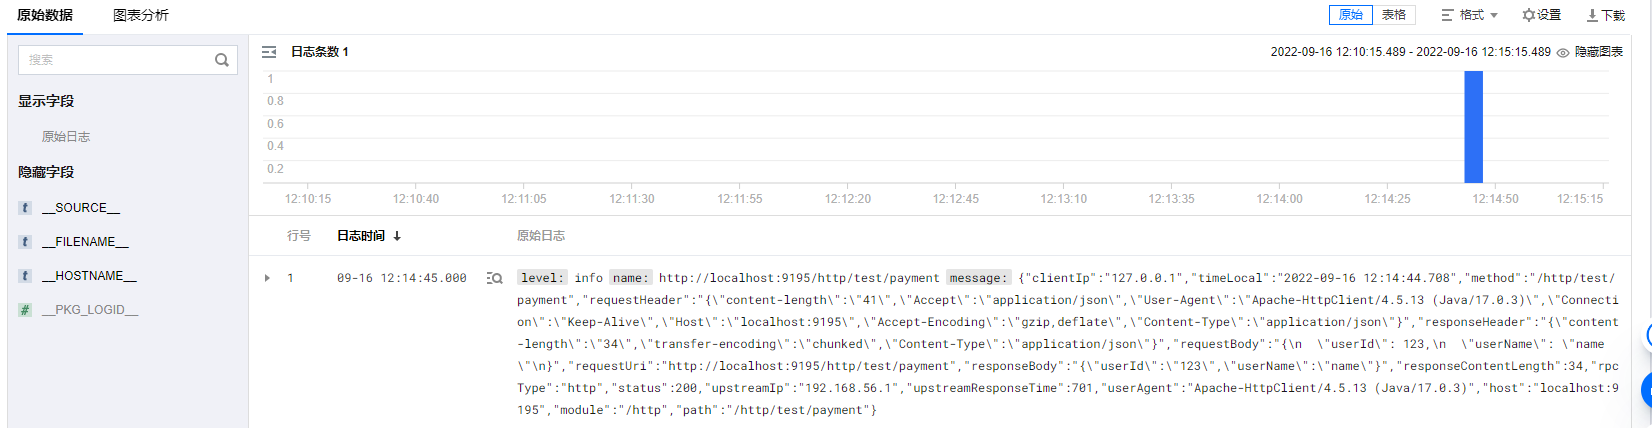 原始数据 图表分析 原始 表格 格式 设置 下载
搜索
显示字段
原始日志
隐藏字段
t __SOURCE__
t __FILENAME__
t __HOSTNAME__
# __PKG_LOGID__
日志条数 1 2022-09-16 12:10:15.489 - 2022-09-16 12:15:15.489 隐藏图表
1
0.8
0.6
0.4
0.2
12:10:15 12:10:40 12:11:05 12:11:30 12:11:55 12:12:20 12:12:45 12:13:10 12:13:35 12:14:00 12:14:25 12:14:50 12:15:15
行号 日志时间 原始日志
1 09-16 12:14:45.000 level: info name: http://localhost:9195/http/test/payment message: {"clientIp":"127.0.0.1","timeLocal":"2022-09-16 12:14:44.708","method":"/http/test/
payment","requestHeader":"{\"content-length\":\"41\",\"Accept\":\"application/json\",\"User-Agent\":\"Apache-HttpClient/4.5.13 (Java/17.0.3)\",\"Connecti
on\":\"Keep-Alive\",\"Host\":\"localhost:9195\",\"Accept-Encoding\":\"gzip,deflate\",\"Content-Type\":\"application/json\"}","responseHeader":"{\"content
-length\":\"34\",\"transfer-encoding\":\"chunked\",\"Content-Type\":\"application/json\"}","requestBody":"{\n  \"userId\": 123,\n  \"userName\": \"name
\"\n}","requestUri":"http://localhost:9195/http/test/payment","responseBody":"{\"userId\":\"123\",\"userName\":\"name\"}","responseContentLength":34,"rpc
Type":"http","status":200,"upstreamIp":"192.168.56.1","upstreamResponseTime":701,"userAgent":"Apache-HttpClient/4.5.13 (Java/17.0.3)","host":"localhost:9
195","module":"/http","path":"/http/test/payment"}